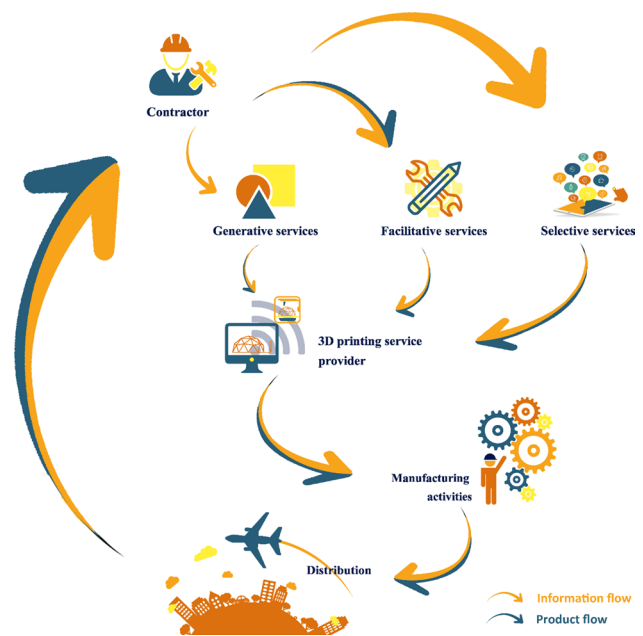 Contractor
Generative services
Facilitative services
Selective services
3D printing service
provider
Manufacturing
activities
Distribution
Information flow
Product flow